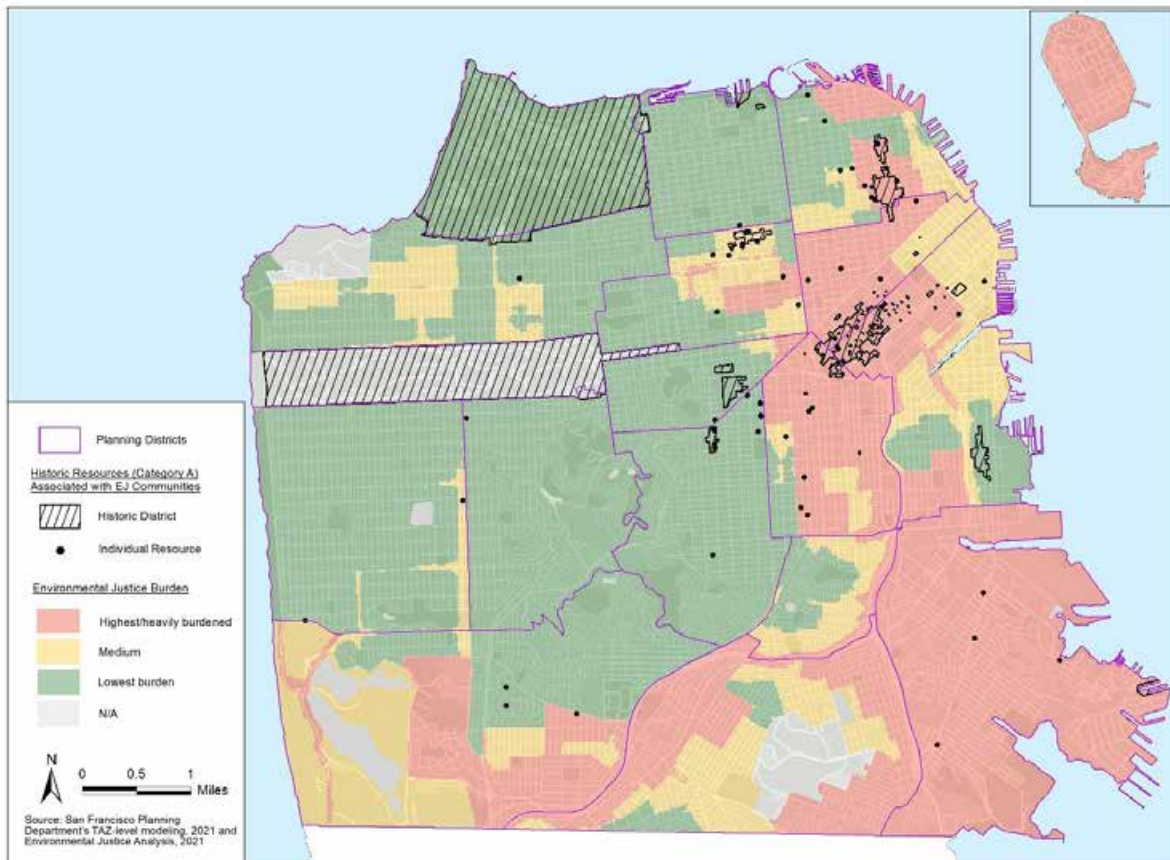 Planning Districts
Historic Resources (Category A)
Associated with EJ Communities
Historic District
Individual Resource
Environmental Justice Burden
Highest/heavily burdened
Medium
Lowest burden
N/A
N
0 0.5 1
Miles
Source: San Francisco Planning
Department's TAZ-level modeling, 2021 and
Environmental Justice Analysis, 2021